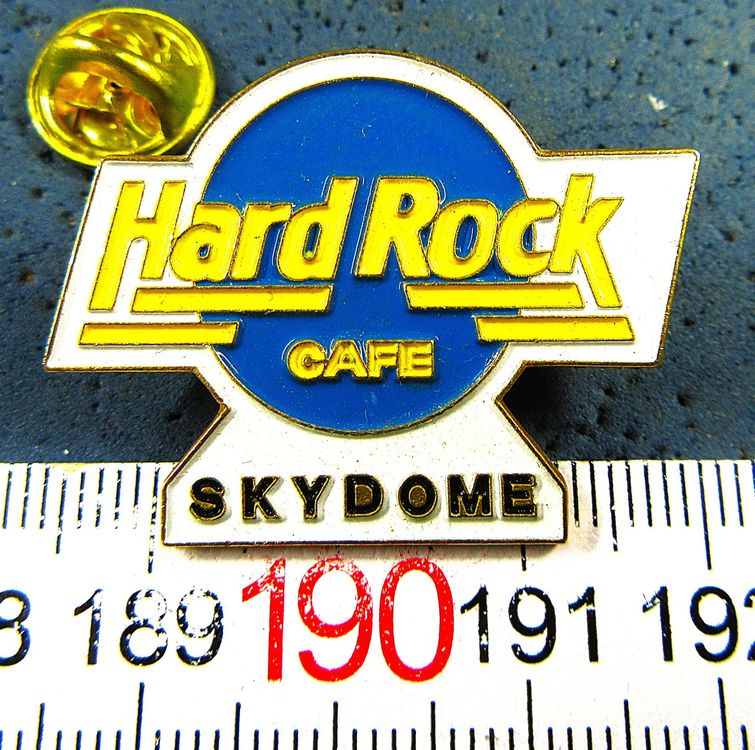 Hard Rock
CAFE
SKYDOME
8 189 190 191 192